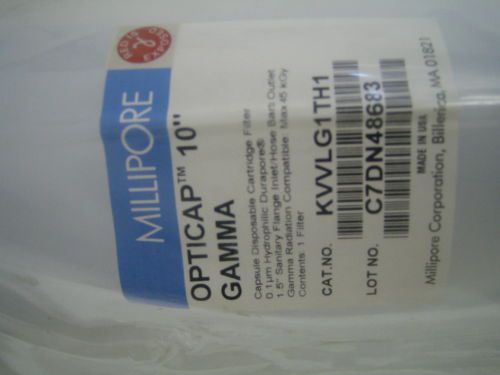 MILLIPORE
OPTICAP™ 10"
GAMMA
Capsule Disposable Cartridge Filter
0.1μm Hydrophilic Durapore®
1.5" Sanitary Flange Inlet/Hose Barb Outlet
Gamma Radiation Compatible: Max 45 KGy
Contents: 1 Filter
CAT.NO. KVVLG1TH1
LOT NO. C7DN48683
MADE IN USA
Millipore Corporation, Billerica, MA 01821